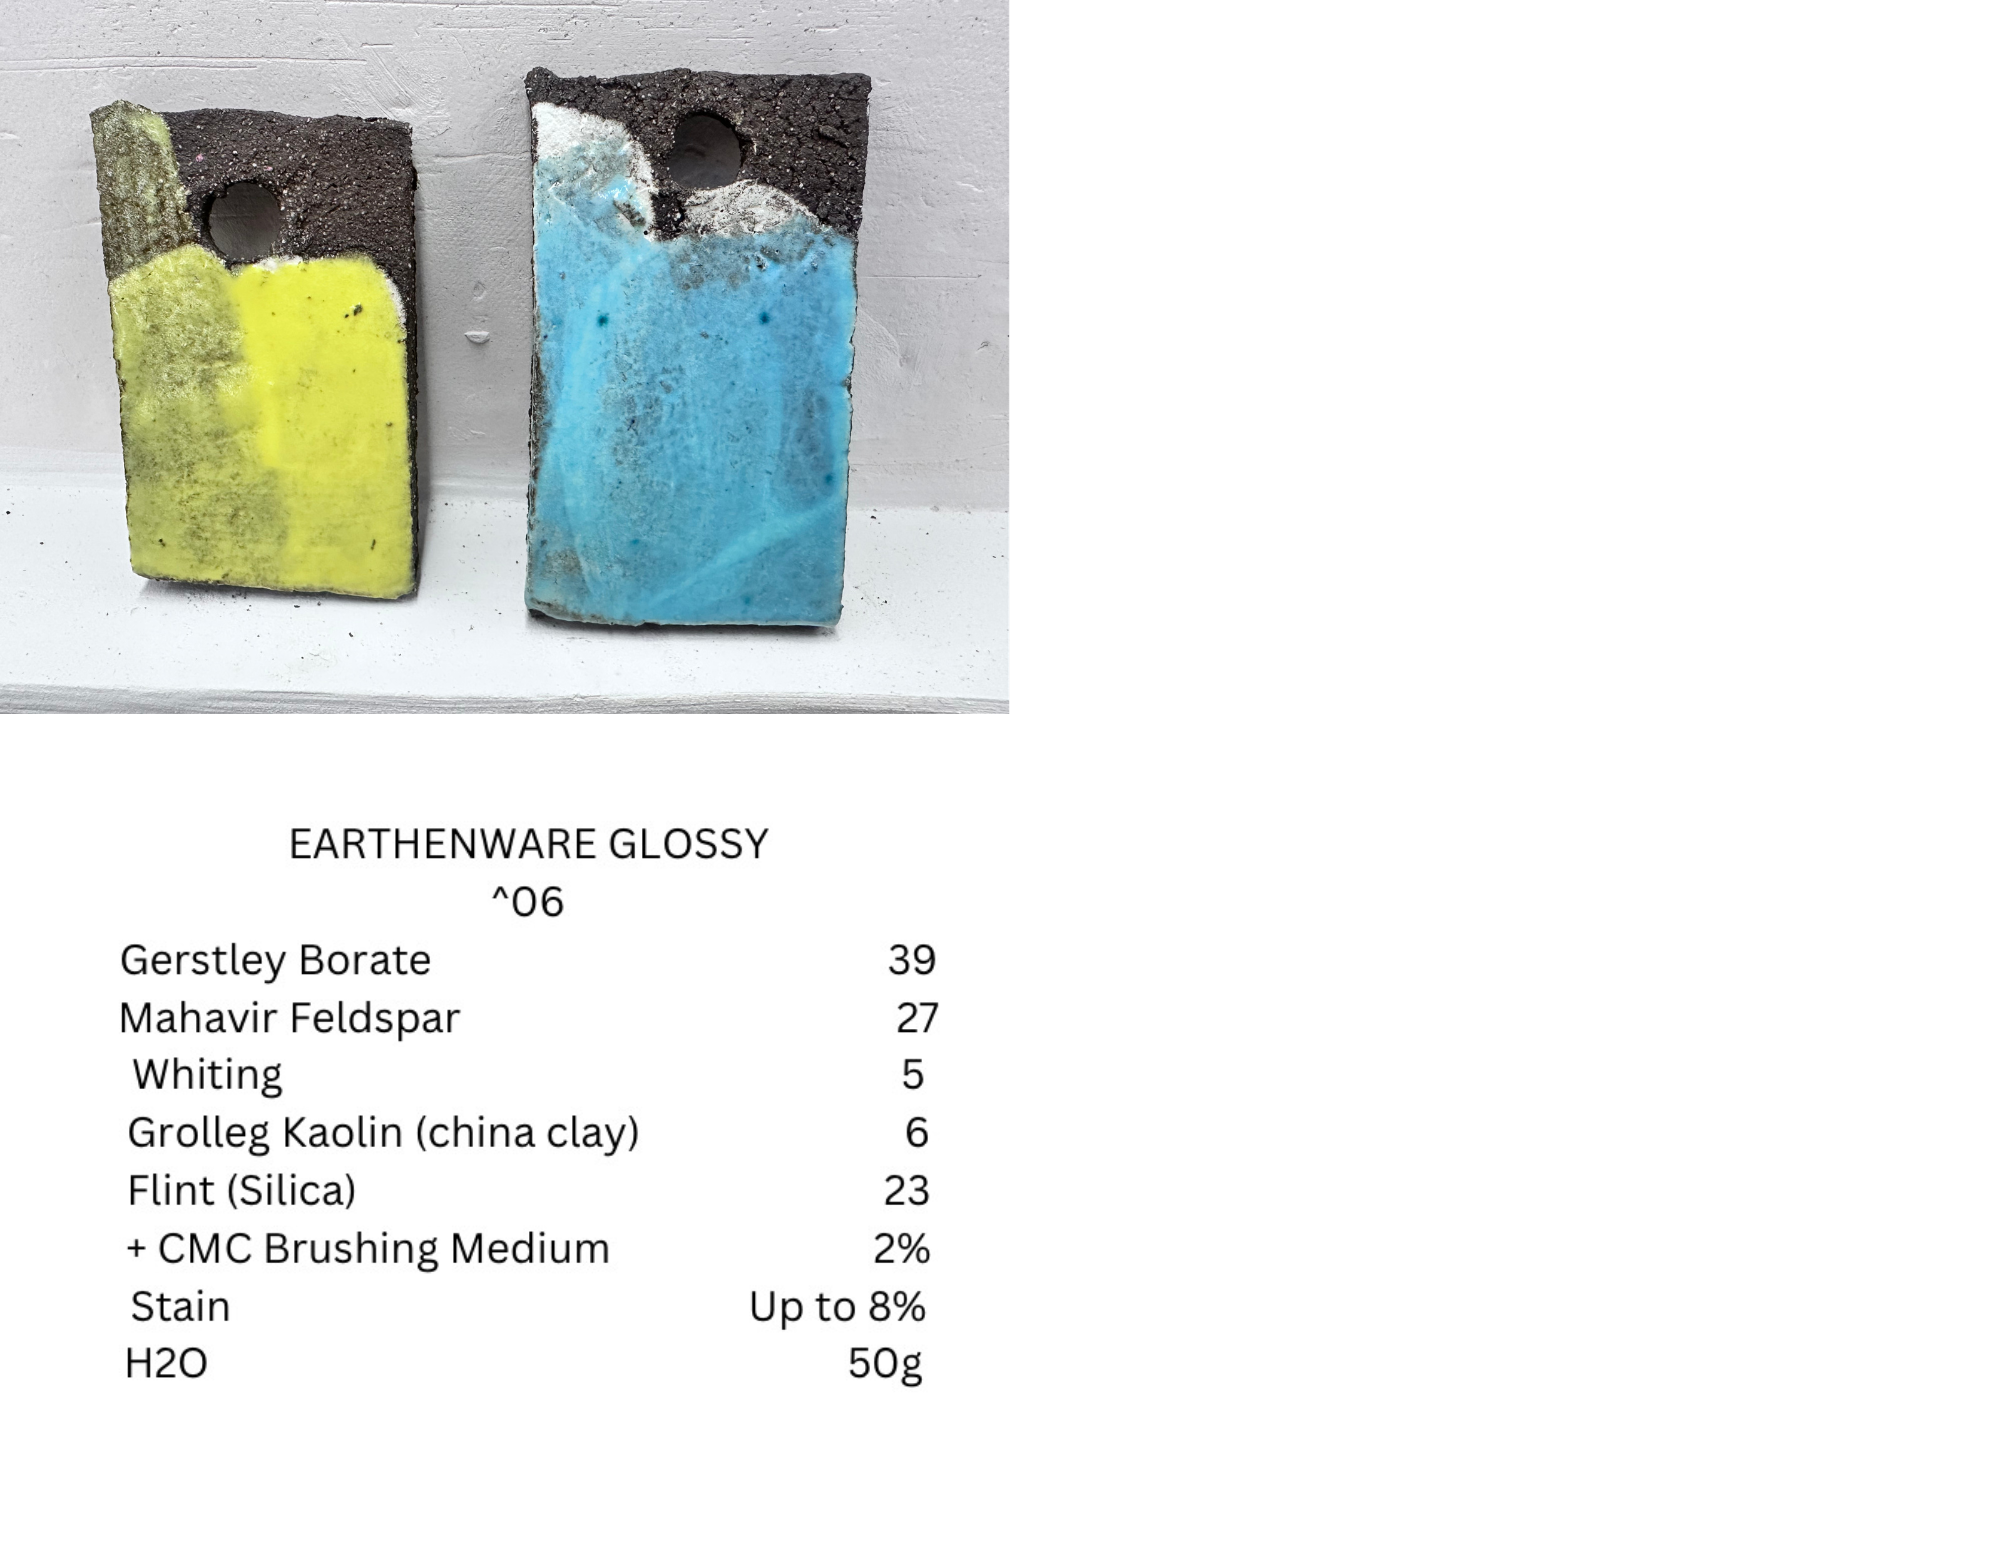 EARTHENWARE GLOSSY
^06
Gerstley Borate 39
Mahavir Feldspar 27
Whiting 5
Grolleg Kaolin (china clay) 6
Flint (Silica) 23
+ CMC Brushing Medium 2%
Stain Up to 8%
H2O 50g